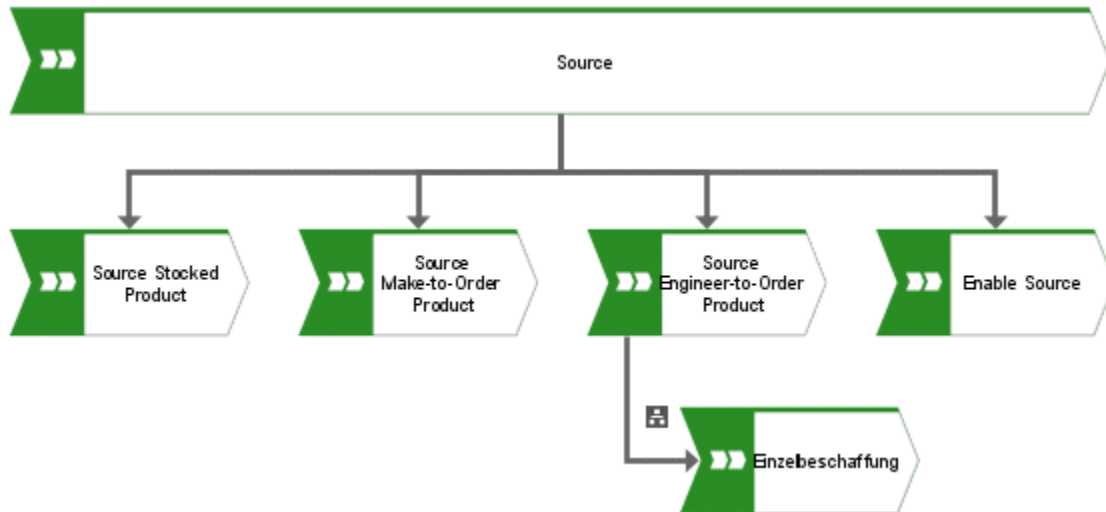 Source
Source Stocked
Product
Source
Make-to-Order
Product
Source
Engineer-to-Order
Product
Enable Source
Einzelbeschaffung